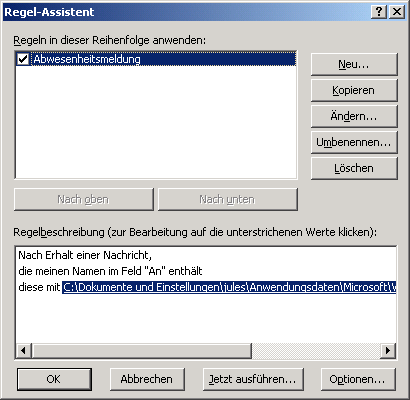 Regel-Assistent
Regeln in dieser Reihenfolge anwenden:
Abwesenheitsmeldung
Neu...
Kopieren
Ändern...
Umbenennen...
Löschen
Nach oben
Nach unten
Regelbeschreibung (zur Bearbeitung auf die unterstrichenen Werte klicken):
Nach Erhalt einer Nachricht,
die meinen Namen im Feld "An" enthält
diese mit C:\Dokumente und Einstellungen\jules\Anwendungsdaten\Microsoft\
OK
Abbrechen
Jetzt ausführen...
Optionen...